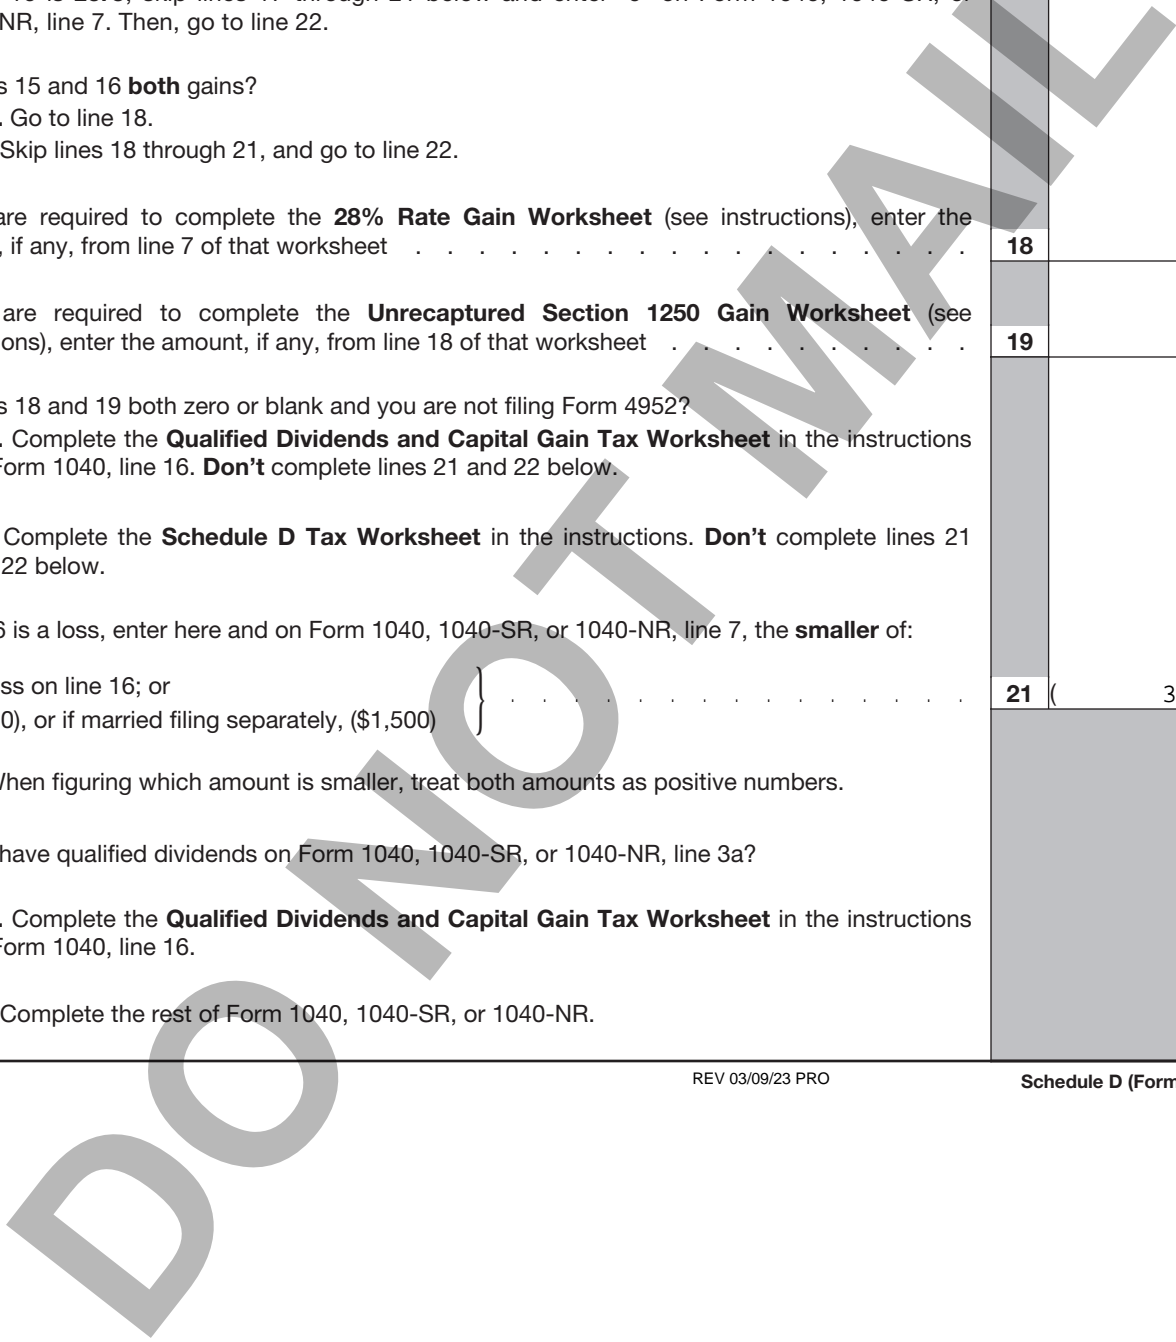 NR, line 7. Then, go to line 22.
s 15 and 16 both gains?
. Go to line 18.
Skip lines 18 through 21, and go to line 22.
are required to complete the 28% Rate Gain Worksheet (see instructions), enter the
, if any, from line 7 of that worksheet . . . . . . . . . . . . . . . . . . 18
are required to complete the Unrecaptured Section 1250 Gain Worksheet (see
ons), enter the amount, if any, from line 18 of that worksheet . . . . . . . . . . 19
s 18 and 19 both zero or blank and you are not filing Form 4952?
. Complete the Qualified Dividends and Capital Gain Tax Worksheet in the instructions
Form 1040, line 16. Don't complete lines 21 and 22 below.
Complete the Schedule D Tax Worksheet in the instructions. Don't complete lines 21
22 below.
6 is a loss, enter here and on Form 1040, 1040-SR, or 1040-NR, line 7, the smaller of:
ss on line 16; or
0), or if married filing separately, ($1,500) } . . . . . . . . . . . . . . . 21 ( 3
When figuring which amount is smaller, treat both amounts as positive numbers.
have qualified dividends on Form 1040, 1040-SR, or 1040-NR, line 3a?
. Complete the Qualified Dividends and Capital Gain Tax Worksheet in the instructions
Form 1040, line 16.
Complete the rest of Form 1040, 1040-SR, or 1040-NR.
REV 03/09/23 PRO Schedule D (Form
DO NOT MAIL